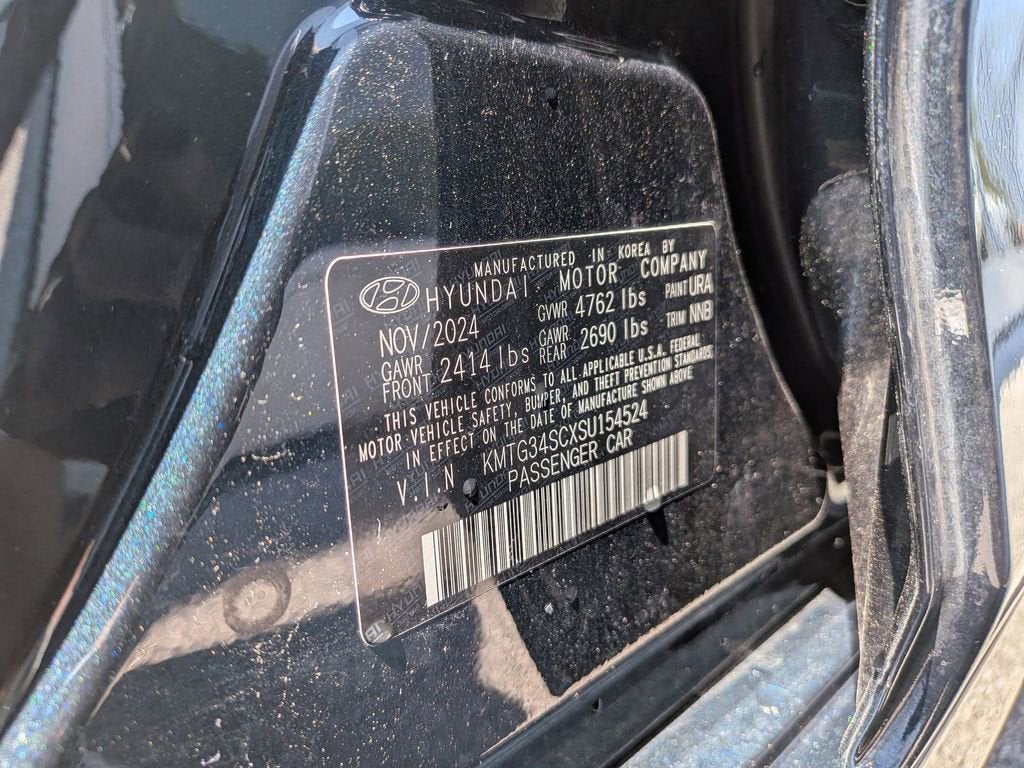 MANUFACTURED IN KOREA BY
HYUNDAI MOTOR COMPANY
NOV/2024 GVWR 4762 lbs PAINT URA
GAWR FRONT 2414 lbs GAWR REAR 2690 lbs TRIM NNB
THIS VEHICLE CONFORMS TO ALL APPLICABLE U.S.A. FEDERAL
MOTOR VEHICLE SAFETY, BUMPER, AND THEFT PREVENTION STANDARDS
IN EFFECT ON THE DATE OF MANUFACTURE SHOWN ABOVE
V.I.N KMTG34SCXSU154524
PASSENGER CAR